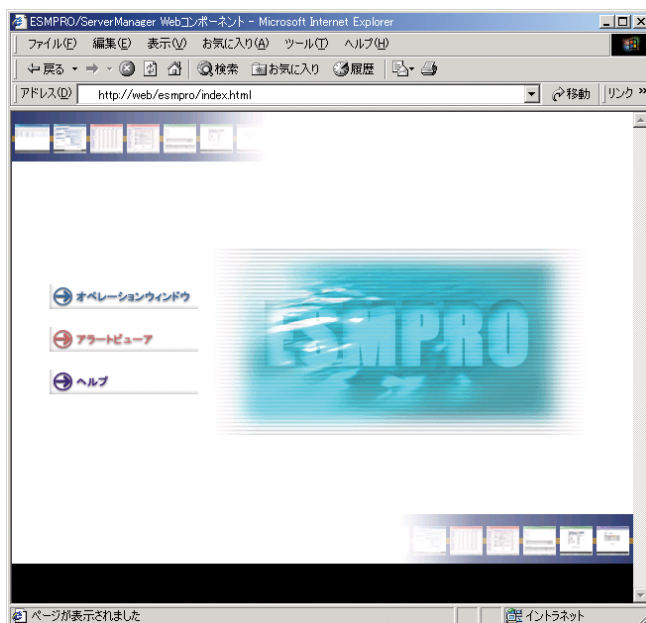 ESMPRO/ServerManager Webコンポーネント - Microsoft Internet Explorer
ファイル(F) 編集(E) 表示(V) お気に入り(A) ツール(T) ヘルプ(H)
戻る 検索 お気に入り 履歴
アドレス(D) http://web/esmpro/index.html 移動 リンク »
オペレーションウィンドウ
アラートビューア
ヘルプ
ESMPRO
ページが表示されました イントラネット